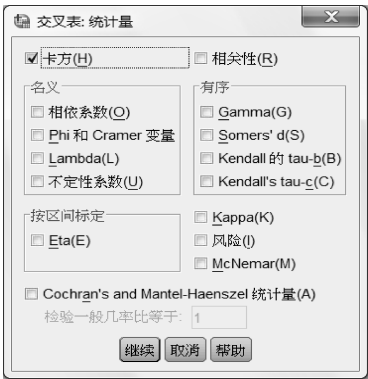 交叉表: 统计量
卡方(H)
相关性(R)
名义
相依系数(O)
Phi 和 Cramer 变量
Lambda(L)
不定性系数(U)
有序
Gamma(G)
Somers' d(S)
Kendall 的 tau-b(B)
Kendall's tau-c(C)
按区间标定
Eta(E)
Kappa(K)
风险(I)
McNemar(M)
Cochran's and Mantel-Haenszel 统计量(A)
检验一般几率比等于: 1
继续 取消 帮助